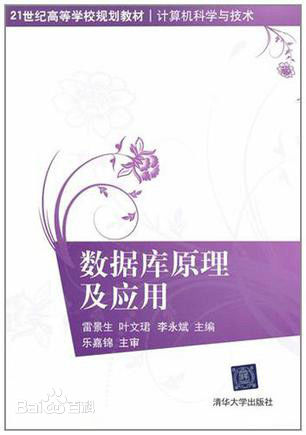 21世纪高等学校规划教材 | 计算机科学与技术
数据库原理
及应用
雷景生 叶文珺 李永斌 主编
乐嘉锦 主审
清华大学出版社
Baidu百科